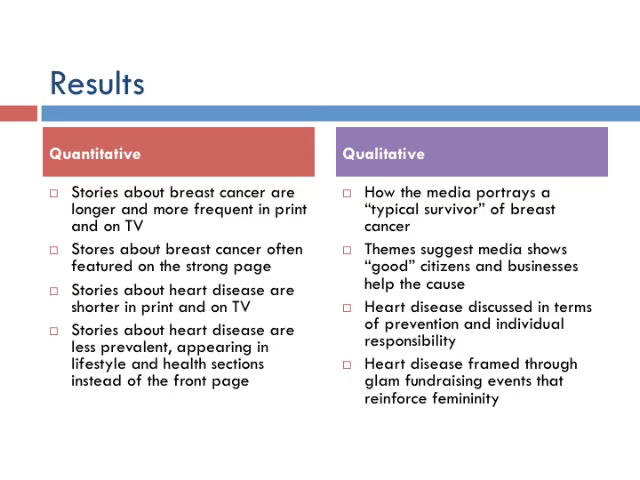 Results
Quantitative
Stories about breast cancer are
longer and more frequent in print
and on TV
Stores about breast cancer often
featured on the strong page
Stories about heart disease are
shorter in print and on TV
Stories about heart disease are
less prevalent, appearing in
lifestyle and health sections
instead of the front page
Qualitative
How the media portrays a
“typical survivor” of breast
cancer
Themes suggest media shows
“good” citizens and businesses
help the cause
Heart disease discussed in terms
of prevention and individual
responsibility
Heart disease framed through
glam fundraising events that
reinforce femininity